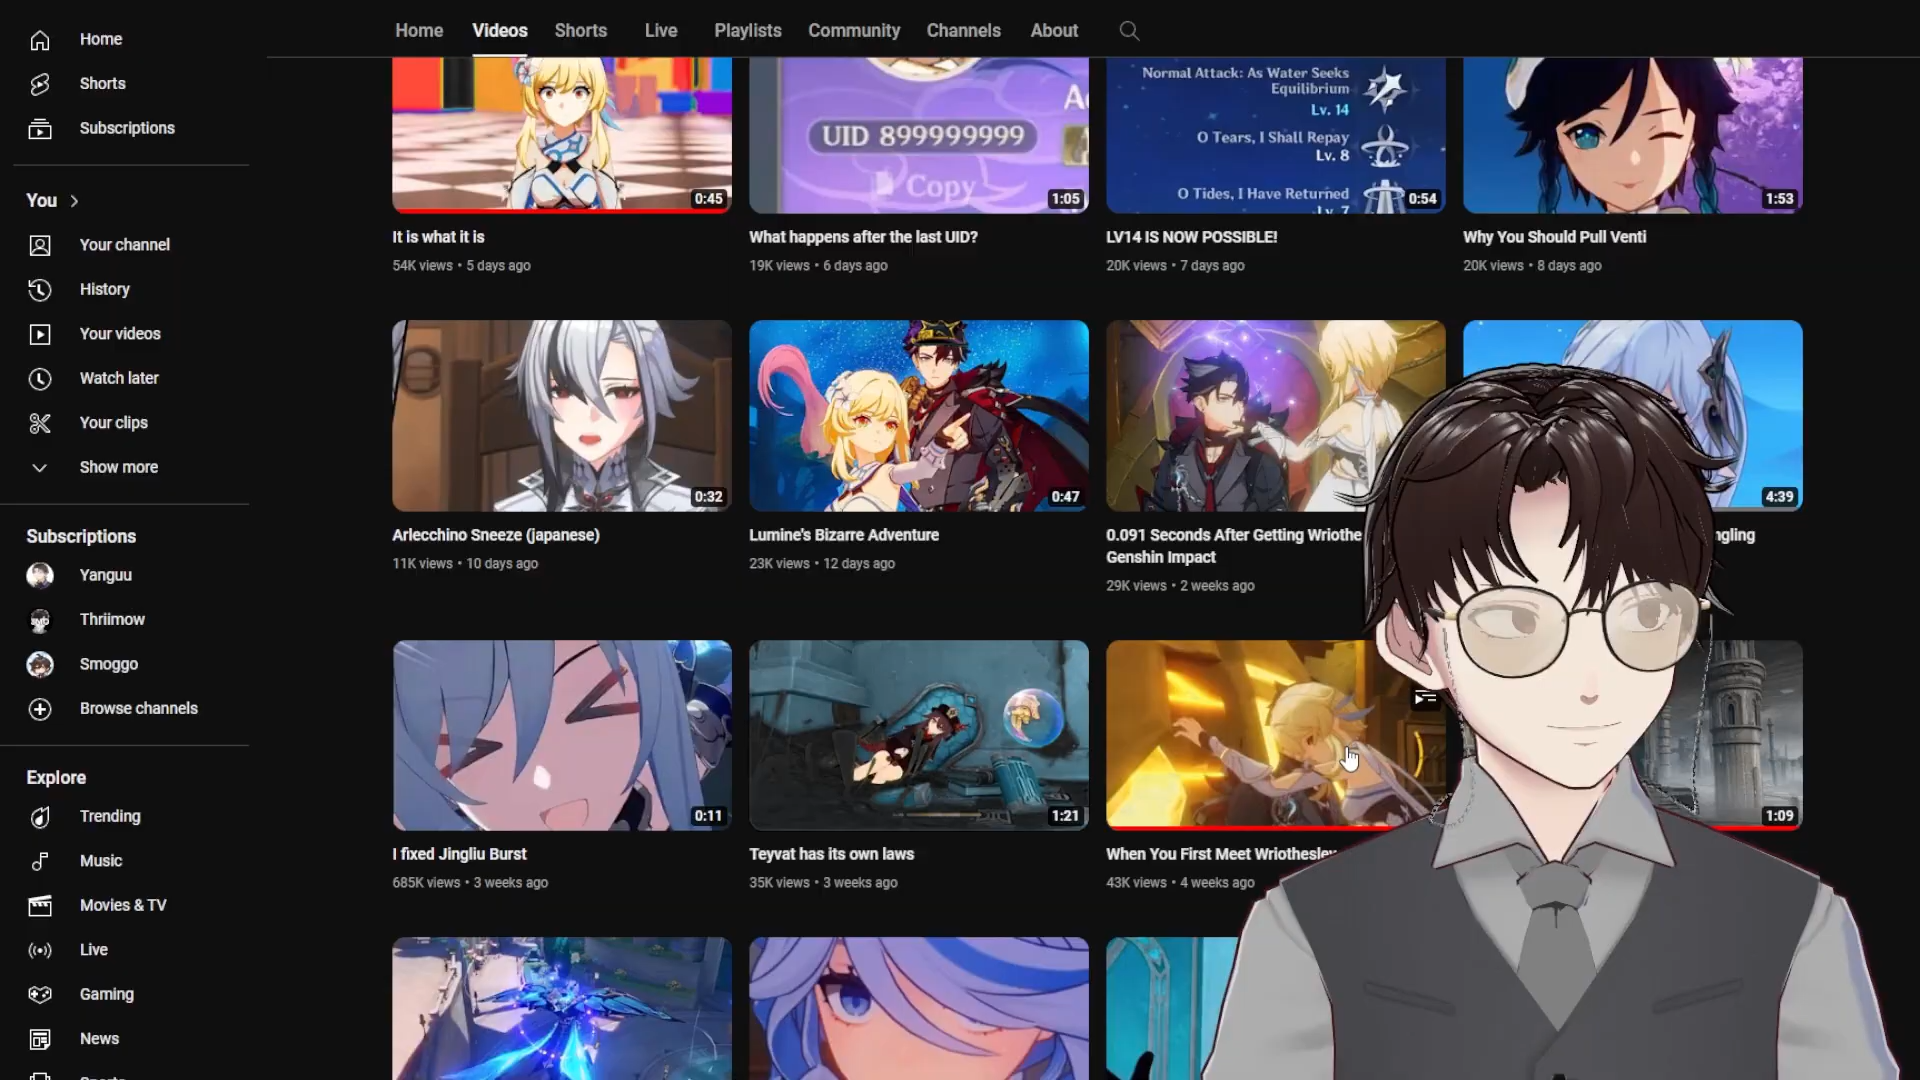 Home
Shorts
Subscriptions
You
Your channel
History
Your videos
Watch later
Your clips
Show more
Subscriptions
Yanguu
Thriimow
Smoggo
Browse channels
Explore
Trending
Music
Movies & TV
Live
Gaming
News
Home Videos Shorts Live Playlists Community Channels About
0:45
UID 899999999
Copy
1:05
Normal Attack: As Water Seeks
Equilibrium
Lv. 14
O Tears, I Shall Repay
Lv. 8
O Tides, I Have Returned
Lv. 7
0:54
1:53
It is what it is
54K views • 5 days ago
What happens after the last UID?
19K views • 6 days ago
LV14 IS NOW POSSIBLE!
20K views • 7 days ago
Why You Should Pull Venti
20K views • 8 days ago
0:32
0:47
4:39
Arlecchino Sneeze (japanese)
11K views • 10 days ago
Lumine's Bizarre Adventure
23K views • 12 days ago
0.091 Seconds After Getting Wriothe
Genshin Impact
29K views • 2 weeks ago
0:11
1:21
1:09
I fixed Jingliu Burst
685K views • 3 weeks ago
Teyvat has its own laws
35K views • 3 weeks ago
When You First Meet Wriothesley
43K views • 4 weeks ago